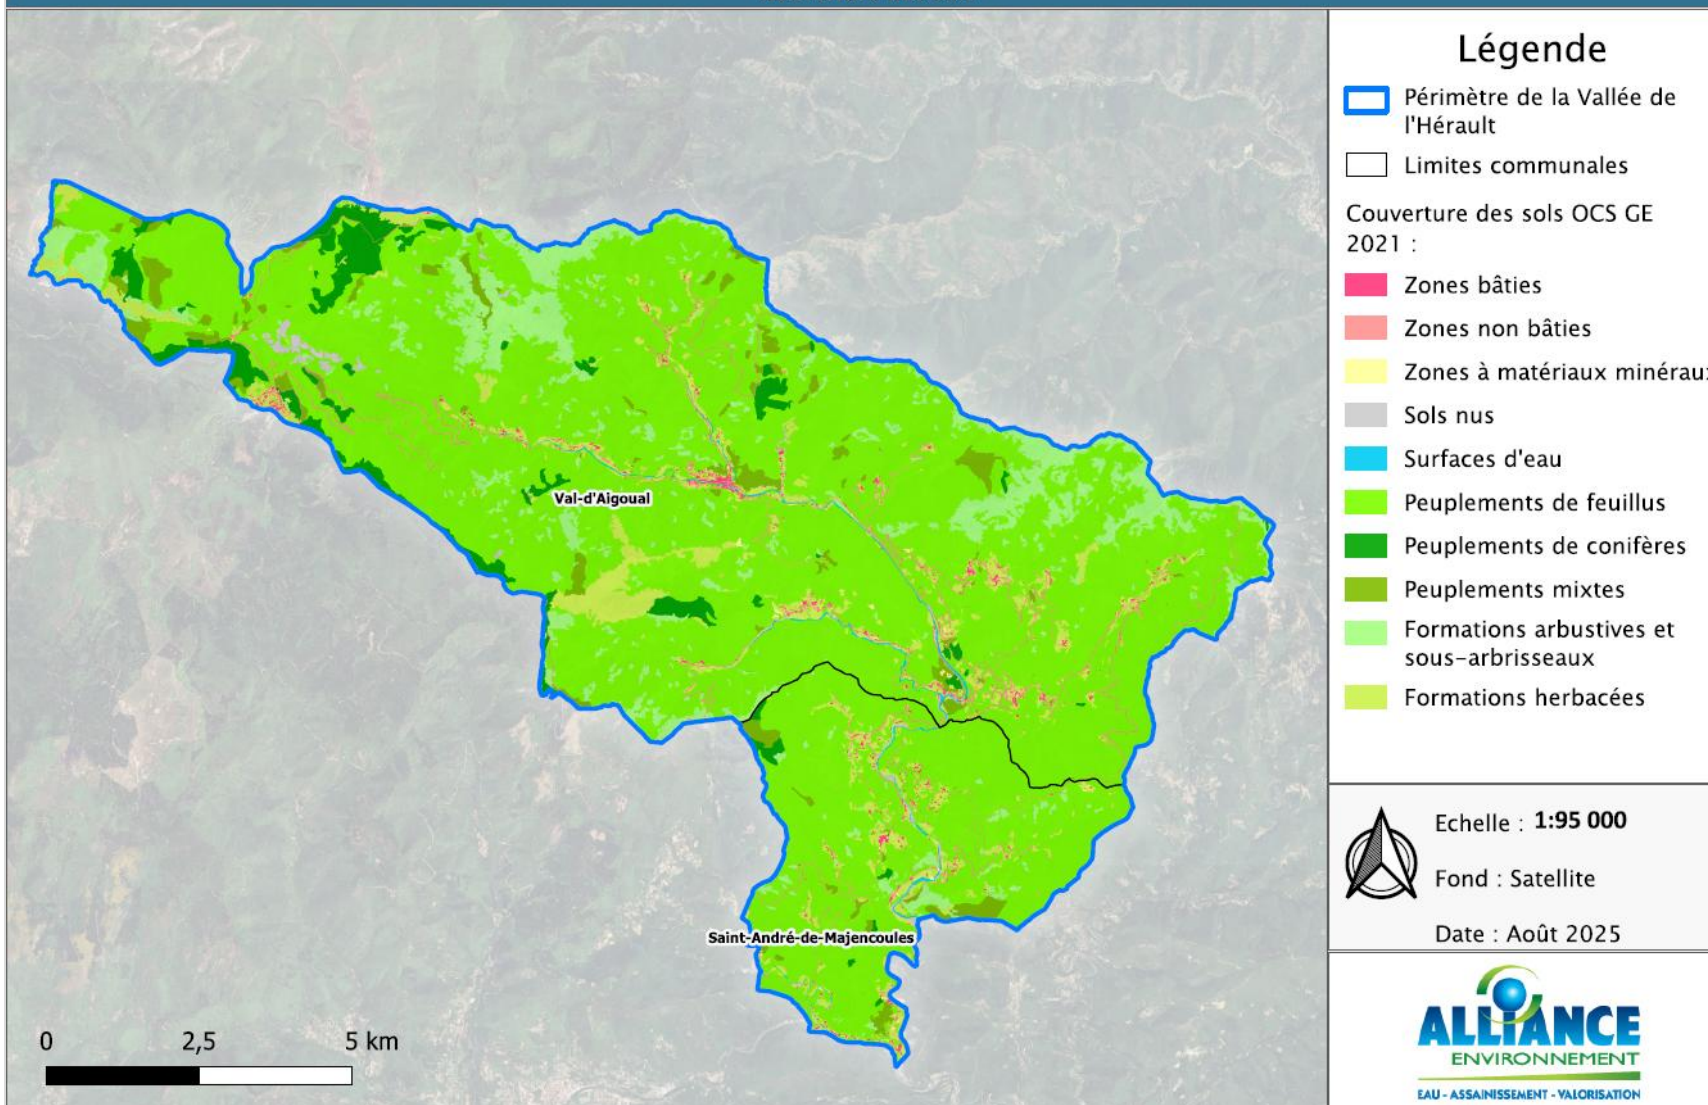 Légende
Périmètre de la Vallée de
l'Hérault
Limites communales
Couverture des sols OCS GE
2021 :
Zones bâties
Zones non bâties
Zones à matériaux minéraux
Sols nus
Surfaces d'eau
Peuplements de feuillus
Peuplements de conifères
Peuplements mixtes
Formations arbustives et
sous-arbrisseaux
Formations herbacées
Val-d'Aigoual
Saint-André-de-Majencoules
0 2,5 5 km
Echelle : 1:95 000
Fond : Satellite
Date : Août 2025
ALLIANCE
ENVIRONNEMENT
EAU - ASSAINISSEMENT - VALORISATION